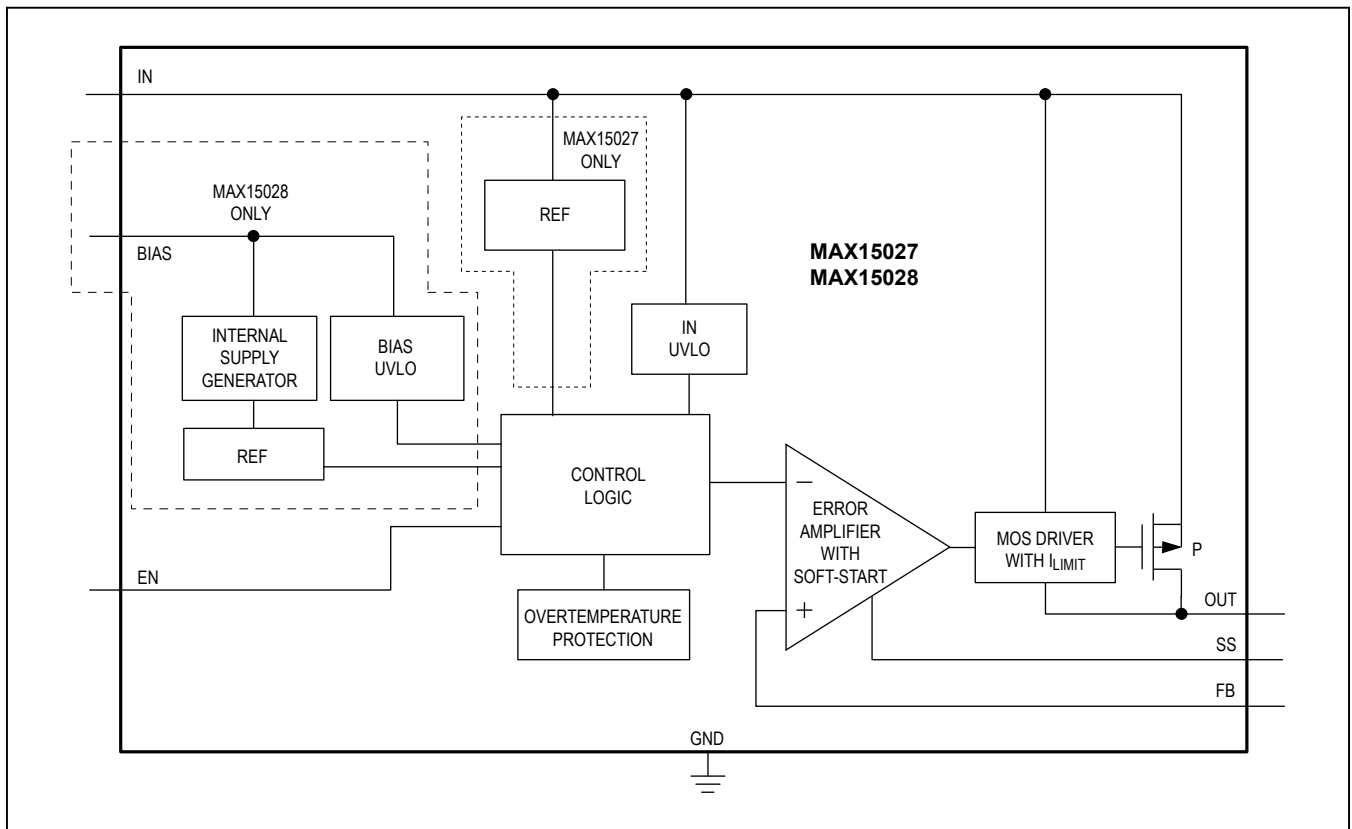 IN
MAX15027
ONLY
MAX15028
ONLY
REF
BIAS
MAX15027
MAX15028
INTERNAL
SUPPLY
GENERATOR
BIAS
UVLO
IN
UVLO
REF
CONTROL
LOGIC
−
ERROR
AMPLIFIER
WITH
SOFT-START
+
MOS DRIVER
WITH ILIMIT
P
EN
OVERTEMPERATURE
PROTECTION
OUT
SS
FB
GND